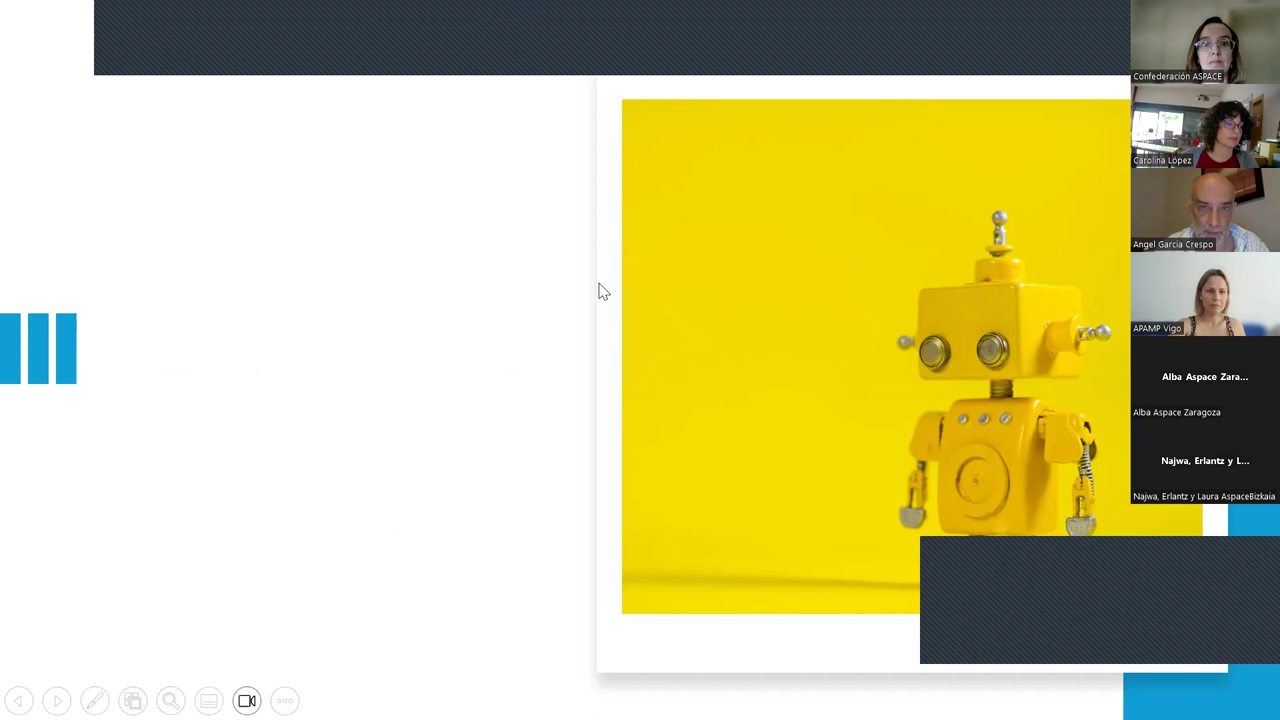 Confederación ASPACE
Carolina López
Angel Garcia Crespo
APAMP Vigo
Alba Aspace Zara...
Alba Aspace Zaragoza
Najwa, Erlantz y L...
Najwa, Erlantz y Laura AspaceBizkaia